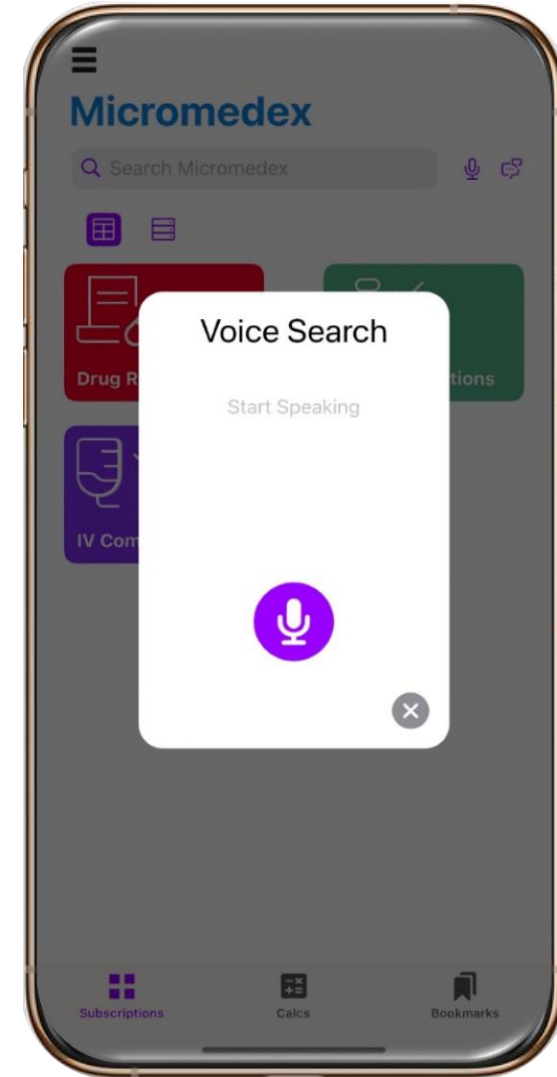 Micromedex
Search Micromedex
Voice Search
Drug R
tions
Start Speaking
IV Com
Subscriptions
Calcs
Bookmarks